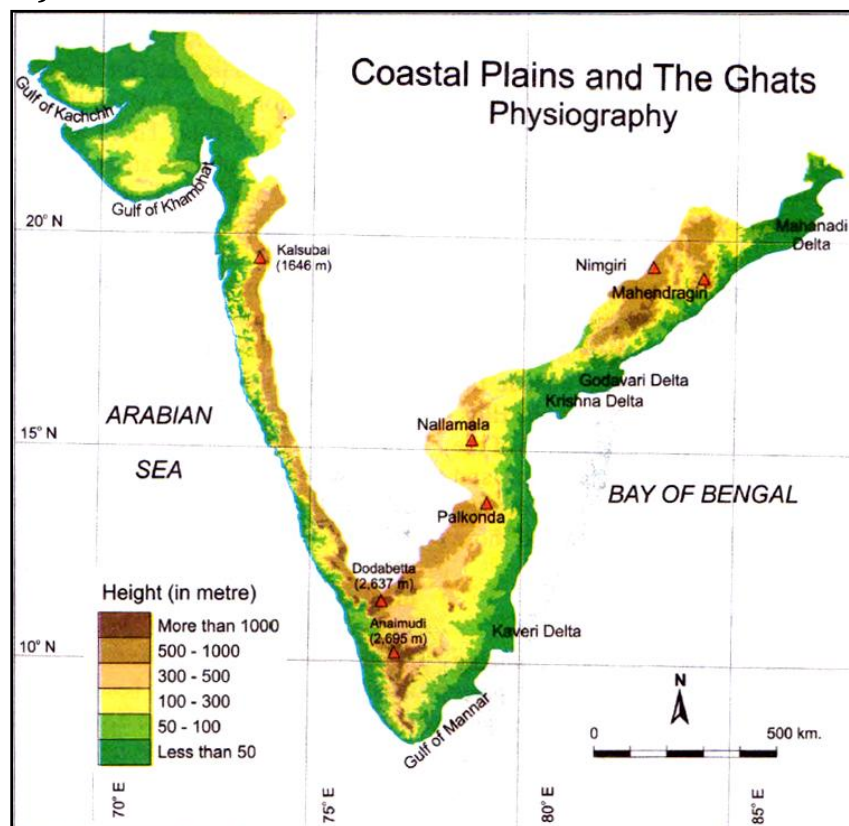 Coastal Plains and The Ghats
Physiography
Gulf of Kachchh
Gulf of Khambhat
20° N
Kalsubai
(1646 m)
Mahanadi
Delta
Nimgiri
Mahendragiri
Godavari Delta
Krishna Delta
ARABIAN
SEA
Nallamala
15° N
BAY OF BENGAL
Palkonda
Dodabetta
(2,637 m)
Anaimudi
(2,695 m)
Kaveri Delta
Height (in metre)
More than 1000
500 - 1000
300 - 500
100 - 300
50 - 100
Less than 50
10° N
Gulf of Mannar
N
0 500 km.
70° E
75° E
80° E
85° E